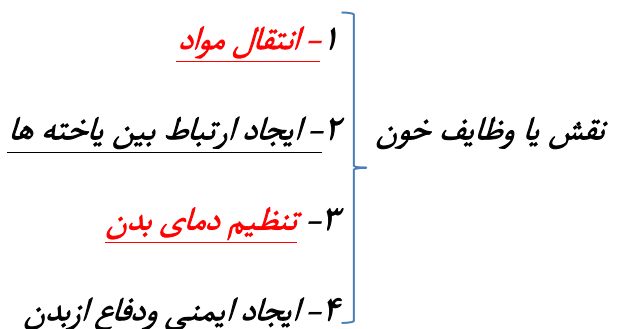 نقش یا وظایف خون
۱- انتقال مواد
۲- ایجاد ارتباط بین یاخته ها
۳- تنظیم دمای بدن
۴- ایجاد ایمنی ودفاع ازبدن